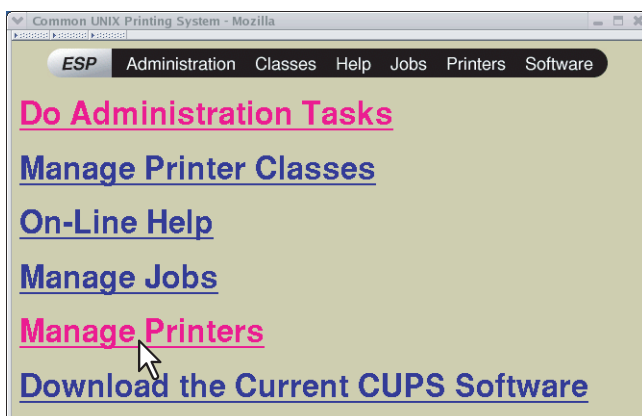 Common UNIX Printing System - Mozilla
ESP Administration Classes Help Jobs Printers Software
Do Administration Tasks
Manage Printer Classes
On-Line Help
Manage Jobs
Manage Printers
Download the Current CUPS Software